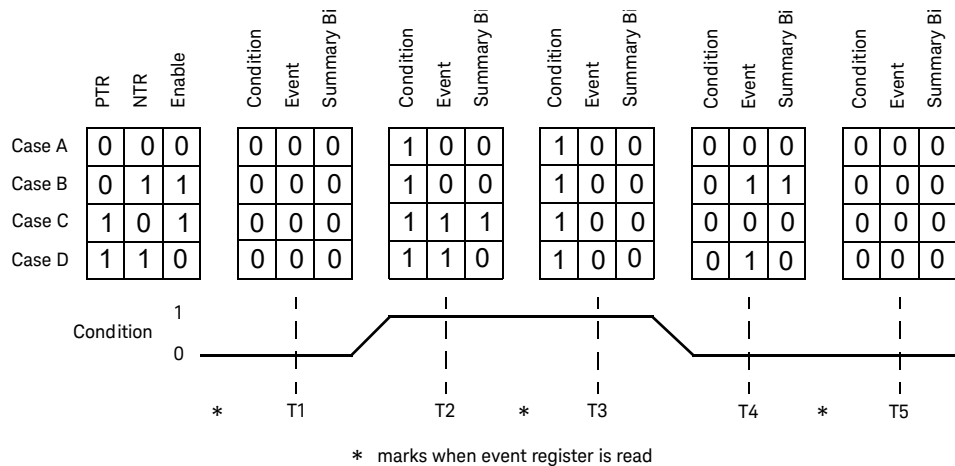 PTR NTR Enable Condition Event Summary Bi Condition Event Summary Bi Condition Event Summary Bi Condition Event Summary Bi Condition Event Summary Bi
Case A 0 0 0 0 0 0 1 0 0 1 0 0 0 0 0 0 0 0
Case B 0 1 1 0 0 0 1 0 0 1 0 0 0 1 1 0 0 0
Case C 1 0 1 0 0 0 1 1 1 1 0 0 0 0 0 0 0 0
Case D 1 1 0 0 0 0 1 1 0 1 0 0 0 1 0 0 0 0
1
Condition
0
* T1 T2 * T3 T4 * T5
* marks when event register is read